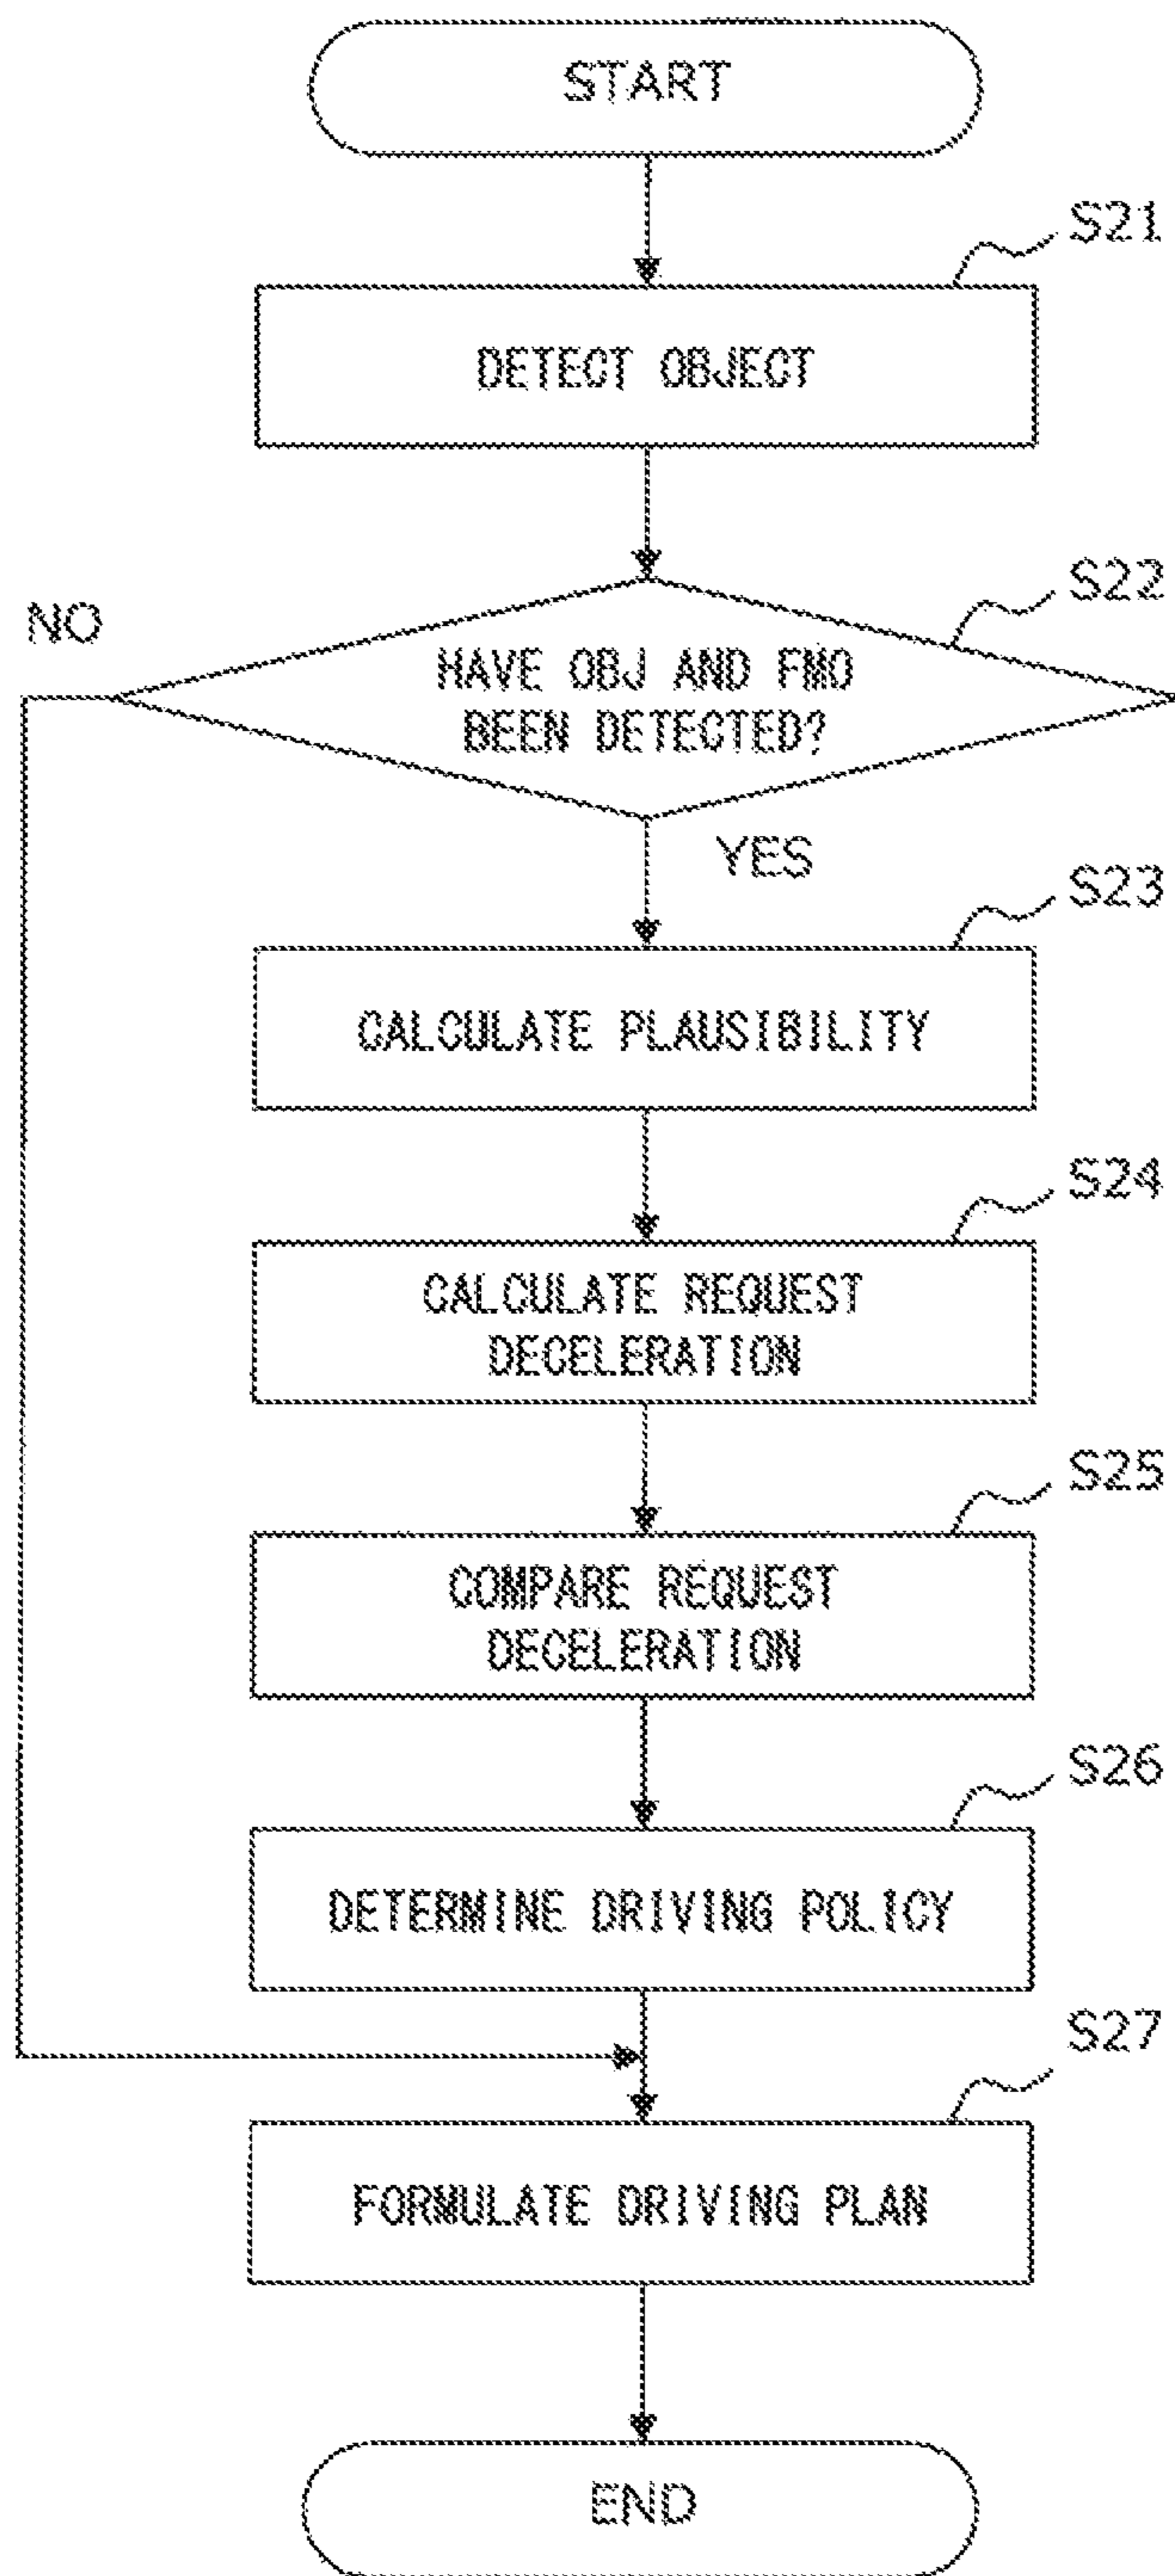 START
S21
DETECT OBJECT
S22
NO
HAVE OBJ AND FMO
BEEN DETECTED?
YES
S23
CALCULATE PLAUSIBILITY
S24
CALCULATE REQUEST
DECELERATION
S25
COMPARE REQUEST
DECELERATION
S26
DETERMINE DRIVING POLICY
S27
FORMULATE DRIVING PLAN
END